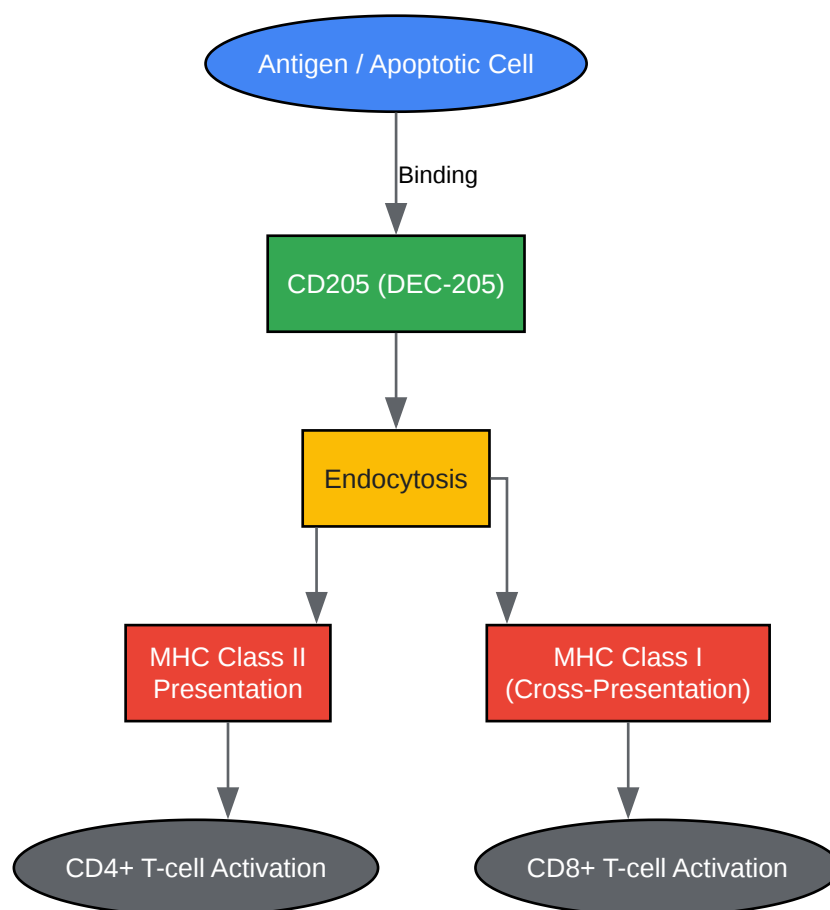 Antigen / Apoptotic Cell
Binding
CD205 (DEC-205)
Endocytosis
MHC Class II
Presentation
MHC Class I
(Cross-Presentation)
CD4+ T-cell Activation
CD8+ T-cell Activation